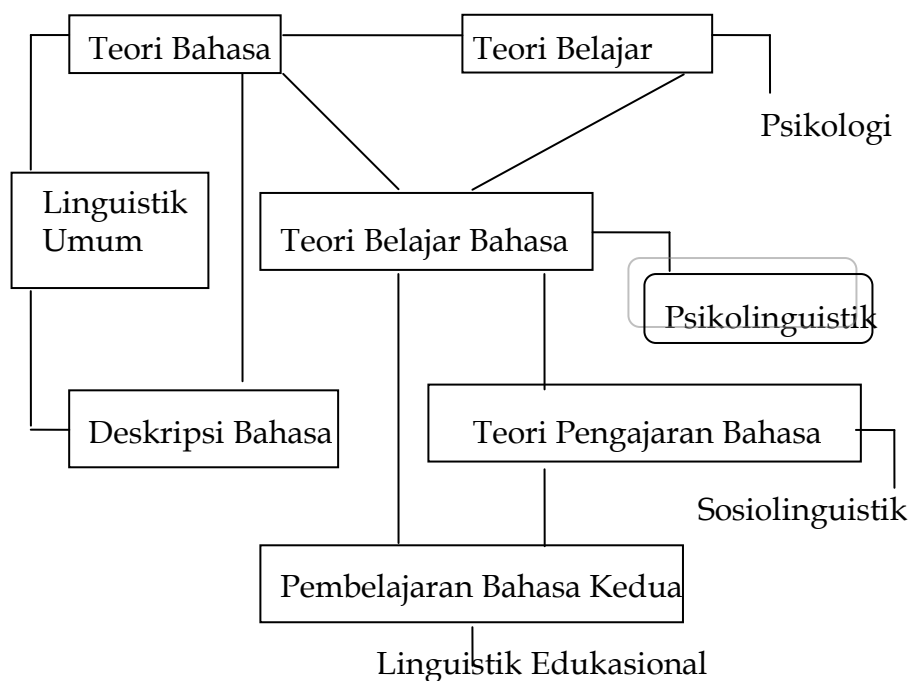 Teori Bahasa
Teori Belajar
Psikologi
Linguistik
Umum
Teori Belajar Bahasa
Psikolinguistik
Deskripsi Bahasa
Teori Pengajaran Bahasa
Sosiolinguistik
Pembelajaran Bahasa Kedua
Linguistik Edukasional